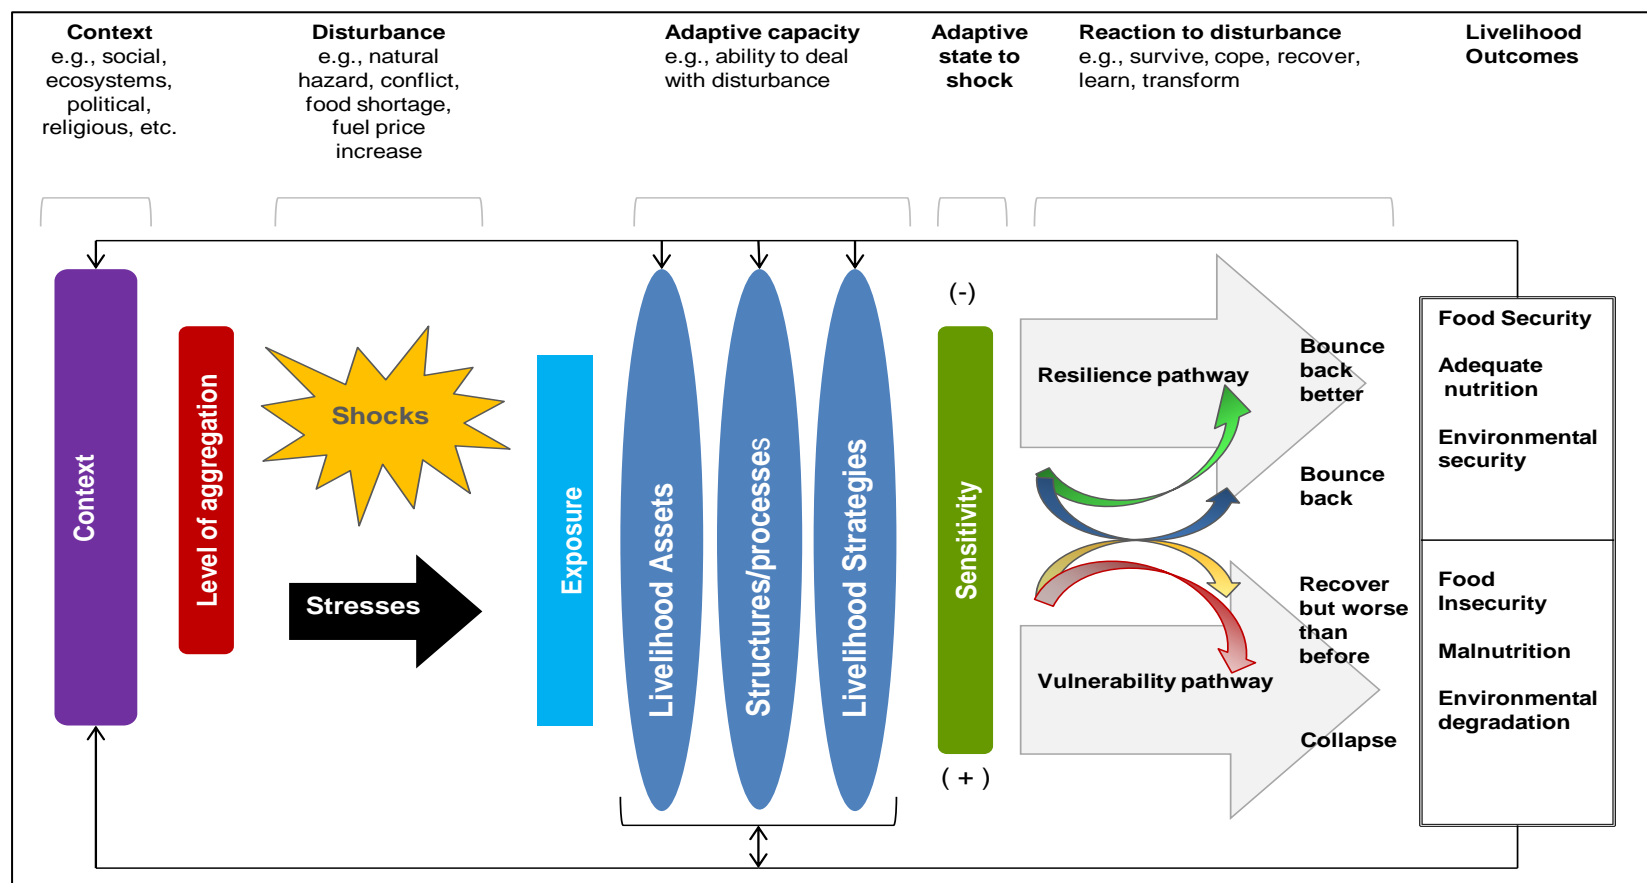 Context
e.g., social,
ecosystems,
political,
religious, etc.
Disturbance
e.g., natural
hazard, conflict,
food shortage,
fuel price
increase
Adaptive capacity
e.g., ability to deal
with disturbance
Adaptive
state to
shock
Reaction to disturbance
e.g., survive, cope, recover,
learn, transform
Livelihood
Outcomes
Context
Level of aggregation
Shocks
Stresses
Exposure
Livelihood Assets
Structures/processes
Livelihood Strategies
(-)
Sensitivity
( + )
Resilience pathway
Bounce
back
better
Bounce
back
Recover
but worse
than
before
Vulnerability pathway
Collapse
Food Security
Adequate
nutrition
Environmental
security
Food
Insecurity
Malnutrition
Environmental
degradation